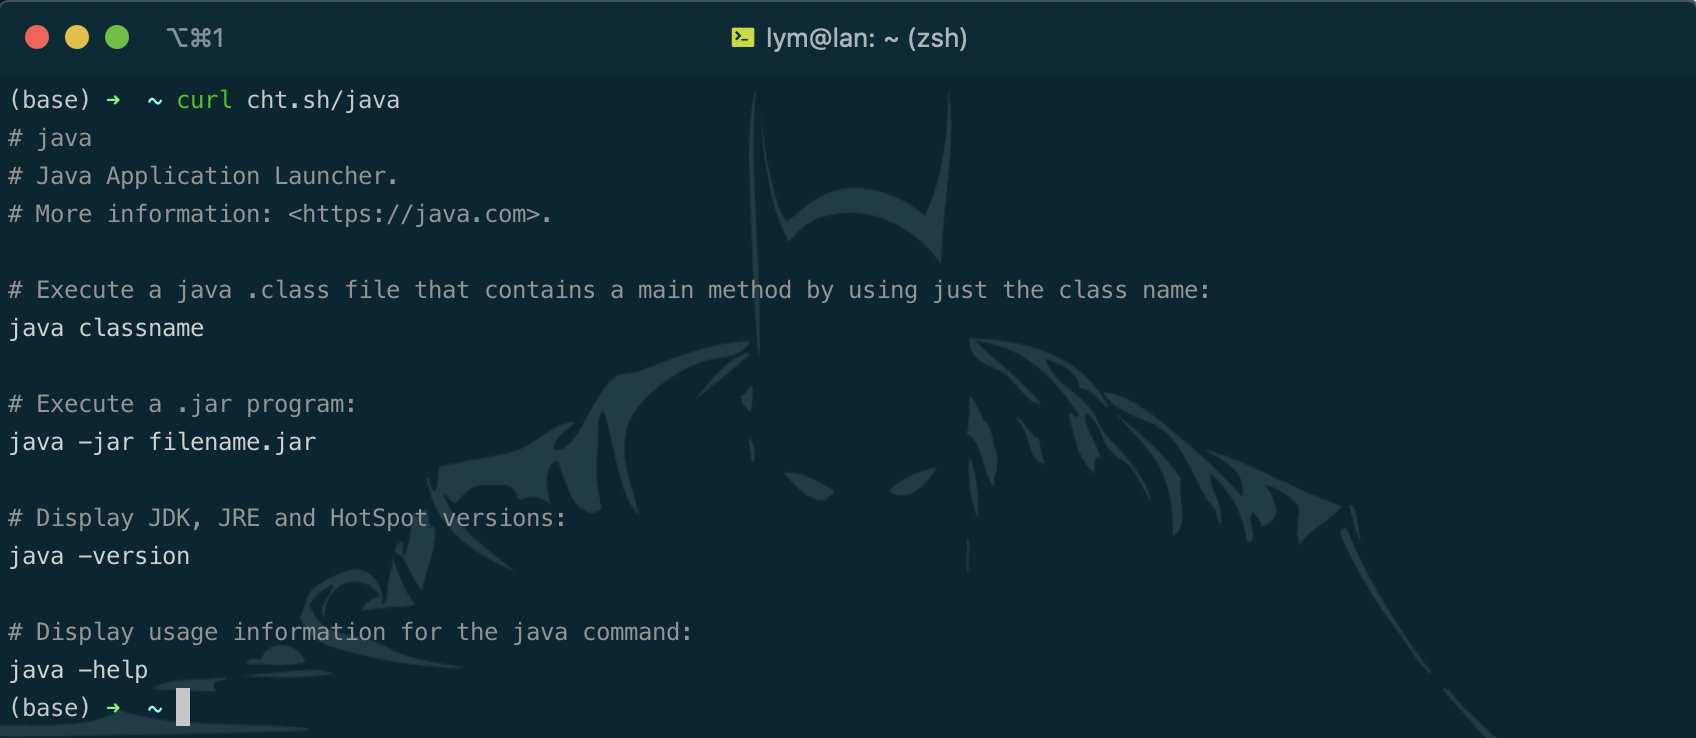 ⌥⌘1
lym@lan: ~ (zsh)
(base) ➜ ~ curl cht.sh/java
# java
# Java Application Launcher.
# More information: <https://java.com>.
# Execute a java .class file that contains a main method by using just the class name:
java classname
# Execute a .jar program:
java -jar filename.jar
# Display JDK, JRE and HotSpot versions:
java -version
# Display usage information for the java command:
java -help
(base) ➜ ~